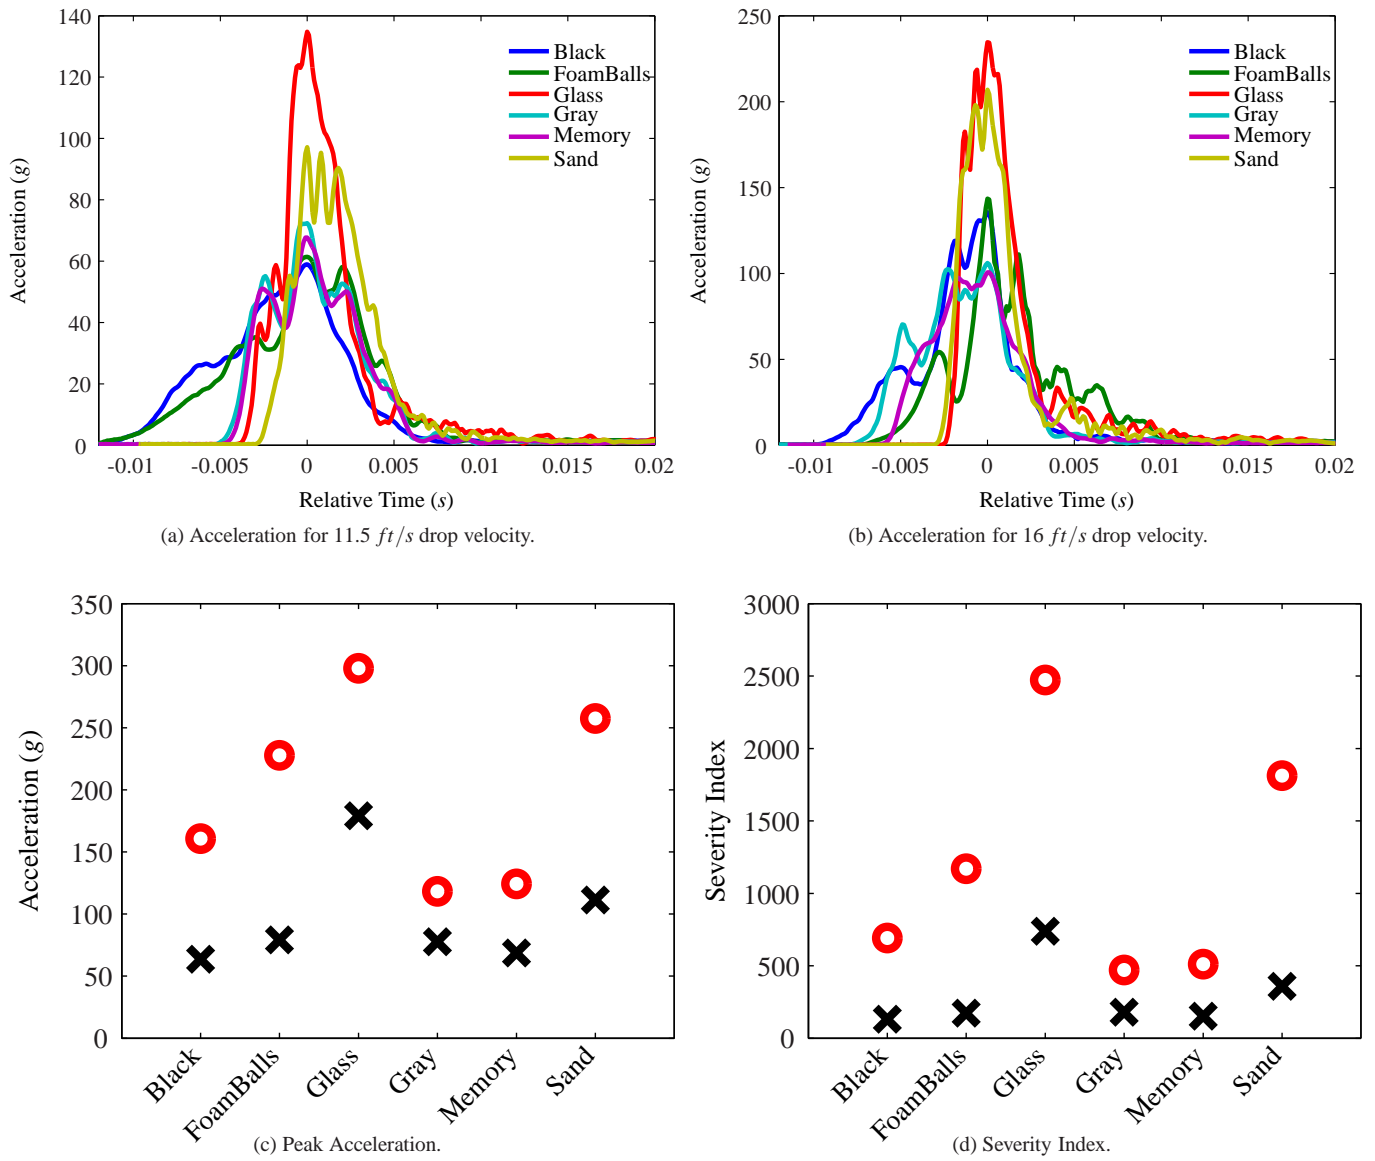 140
120
100
80
60
40
20
0
Acceleration (g)
-0.01 -0.005 0 0.005 0.01 0.015 0.02
Relative Time (s)
Black
FoamBalls
Glass
Gray
Memory
Sand
(a) Acceleration for 11.5 ft/s drop velocity.
250
200
150
100
50
0
Acceleration (g)
-0.01 -0.005 0 0.005 0.01 0.015 0.02
Relative Time (s)
Black
FoamBalls
Glass
Gray
Memory
Sand
(b) Acceleration for 16 ft/s drop velocity.
350
300
250
200
150
100
50
0
Acceleration (g)
Black FoamBalls Glass Gray Memory Sand
(c) Peak Acceleration.
3000
2500
2000
1500
1000
500
0
Severity Index
Black FoamBalls Glass Gray Memory Sand
(d) Severity Index.